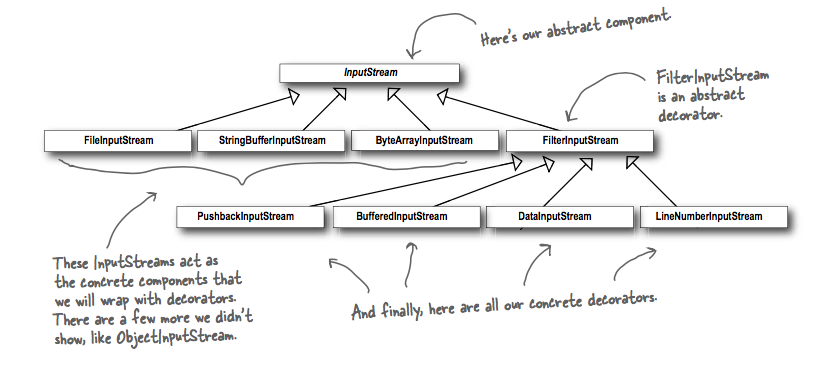 Here's our abstract component.
InputStream
FilterInputStream
is an abstract
decorator.
FileInputStream
StringBufferInputStream
ByteArrayInputStream
FilterInputStream
PushbackInputStream
BufferedInputStream
DataInputStream
LineNumberInputStream
These InputStreams act as
the concrete components that
we will wrap with decorators.
There are a few more we didn't
show, like ObjectInputStream.
And finally, here are all our concrete decorators.